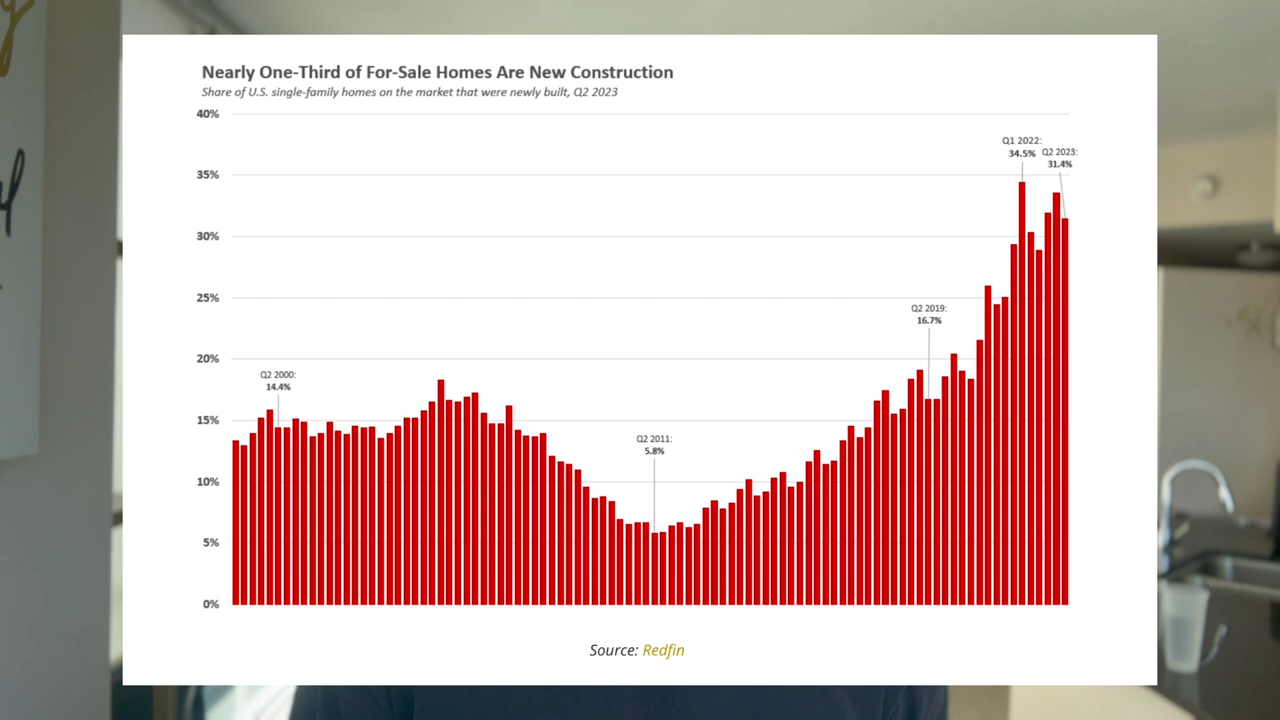 Nearly One-Third of For-Sale Homes Are New Construction
Share of U.S. single-family homes on the market that were newly built, Q2 2023
40%
35%
30%
25%
20%
15%
10%
5%
0%
Q2 2000:
14.4%
Q2 2011:
5.8%
Q2 2019:
16.7%
Q1 2022:
34.5%
Q2 2023:
31.4%
Source: Redfin